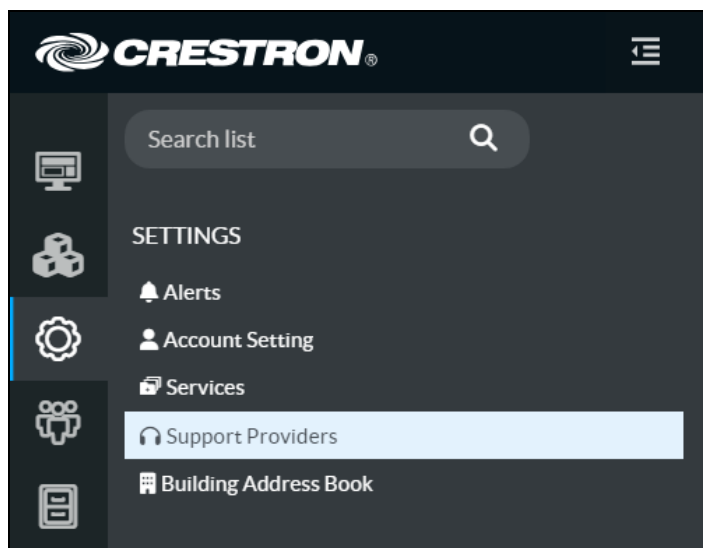 CRESTRON®
Search list
SETTINGS
Alerts
Account Setting
Services
Support Providers
Building Address Book